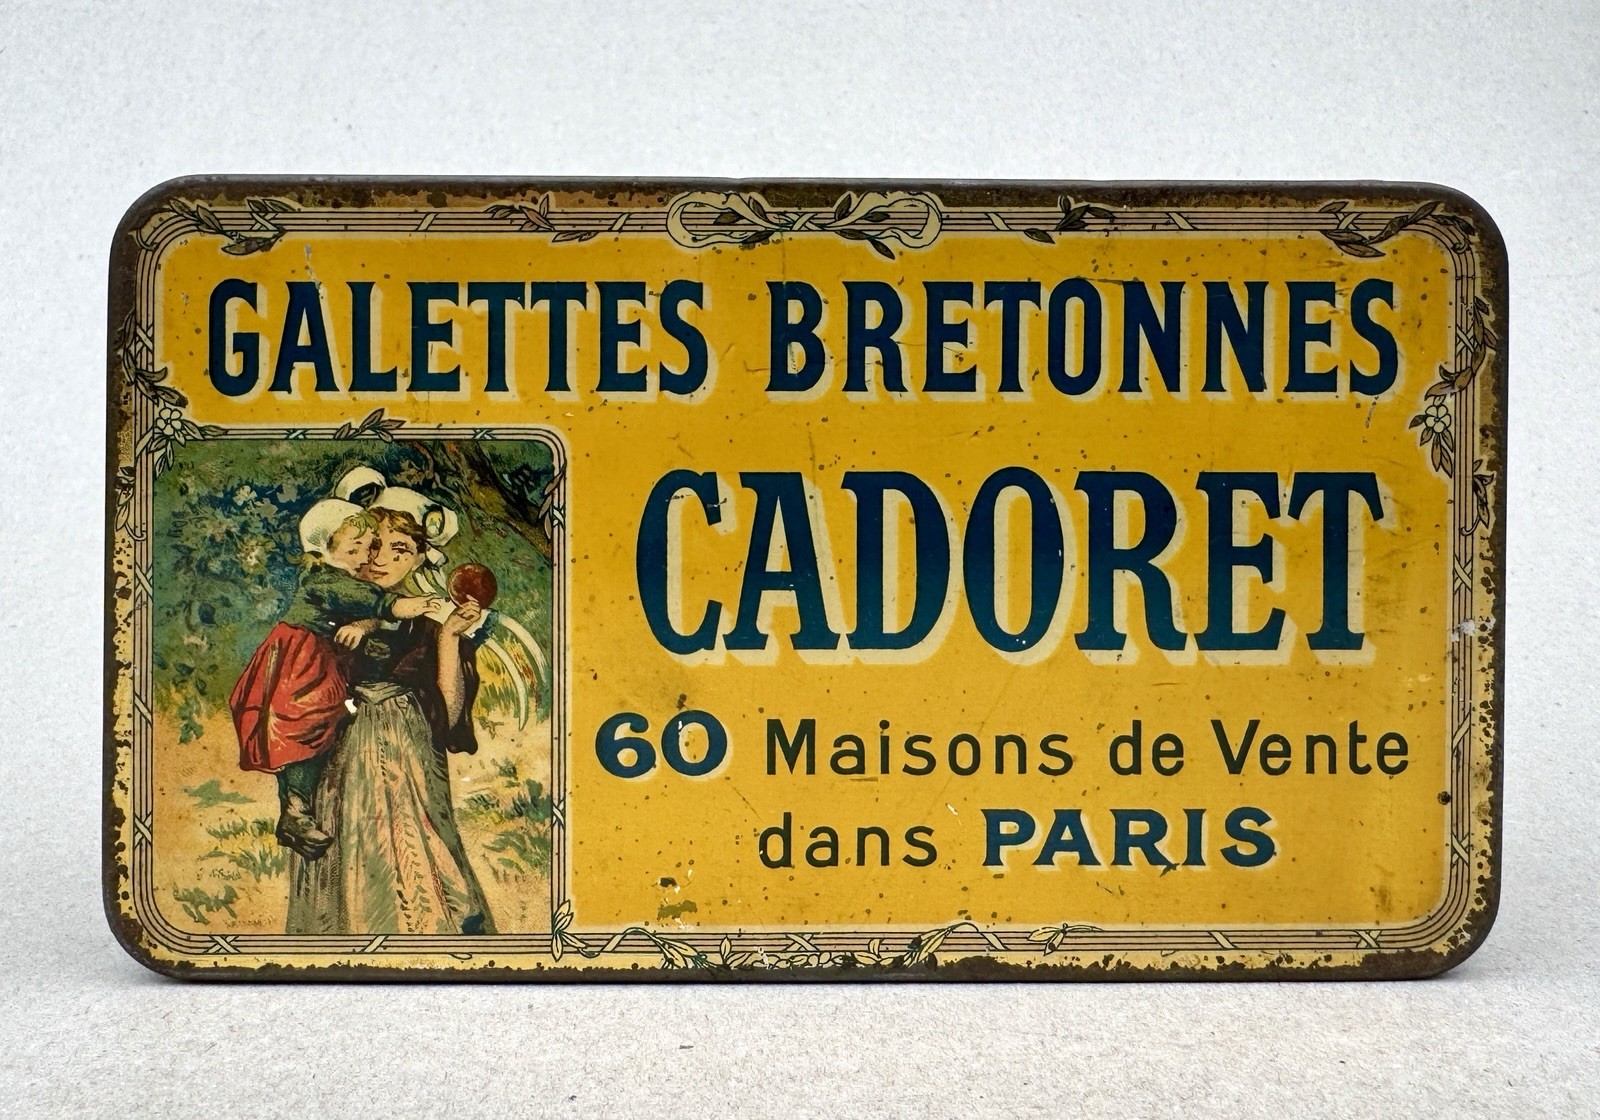 GALETTES BRETONNES
CADORET
60 Maisons de Vente
dans PARIS